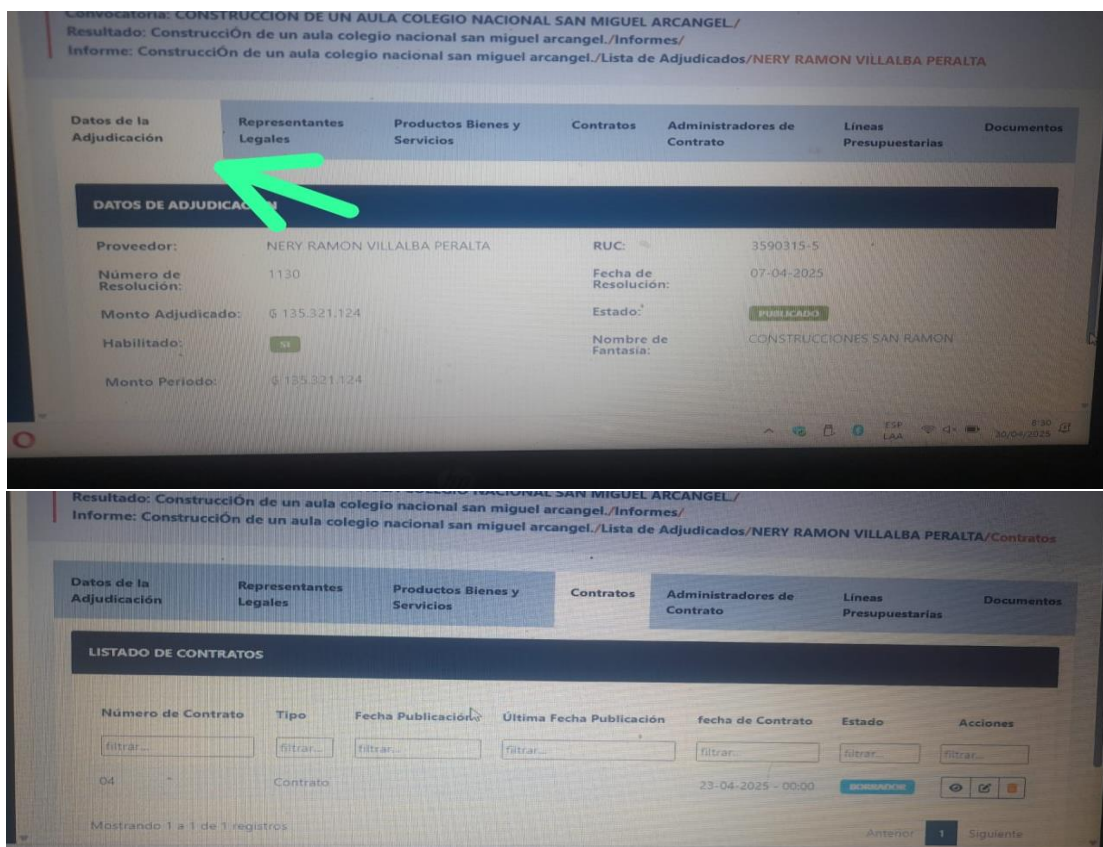 Convocatoria: CONSTRUCCION DE UN AULA COLEGIO NACIONAL SAN MIGUEL ARCANGEL./
Resultado: ConstrucciÓn de un aula colegio nacional san miguel arcangel./Informes/
Informe: ConstrucciÓn de un aula colegio nacional san miguel arcangel./Lista de Adjudicados/NERY RAMON VILLALBA PERALTA
Datos de la Adjudicación
Representantes Legales
Productos Bienes y Servicios
Contratos
Administradores de Contrato
Líneas Presupuestarias
Documentos
DATOS DE ADJUDICACIÓN
Proveedor: NERY RAMON VILLALBA PERALTA RUC: 3590315-5
Número de Resolución: 1130 Fecha de Resolución: 07-04-2025
Monto Adjudicado: ₲ 135.321.124 Estado: PUBLICADO
Habilitado: SI Nombre de Fantasía: CONSTRUCCIONES SAN RAMON
Monto Periodo: ₲ 135.321.124
ESP 8:50
LAA 30/04/2025
Resultado: ConstrucciÓn de un aula colegio nacional san miguel arcangel./Informes/
Informe: ConstrucciÓn de un aula colegio nacional san miguel arcangel./Lista de Adjudicados/NERY RAMON VILLALBA PERALTA/Contratos
Datos de la Adjudicación
Representantes Legales
Productos Bienes y Servicios
Contratos
Administradores de Contrato
Líneas Presupuestarias
Documentos
LISTADO DE CONTRATOS
Número de Contrato Tipo Fecha Publicación Última Fecha Publicación fecha de Contrato Estado Acciones
filtrar... filtrar... filtrar... filtrar... filtrar... filtrar... filtrar...
04 Contrato 23-04-2025 - 00:00 BORRADOR
Mostrando 1 a 1 de 1 registros
Anterior 1 Siguiente